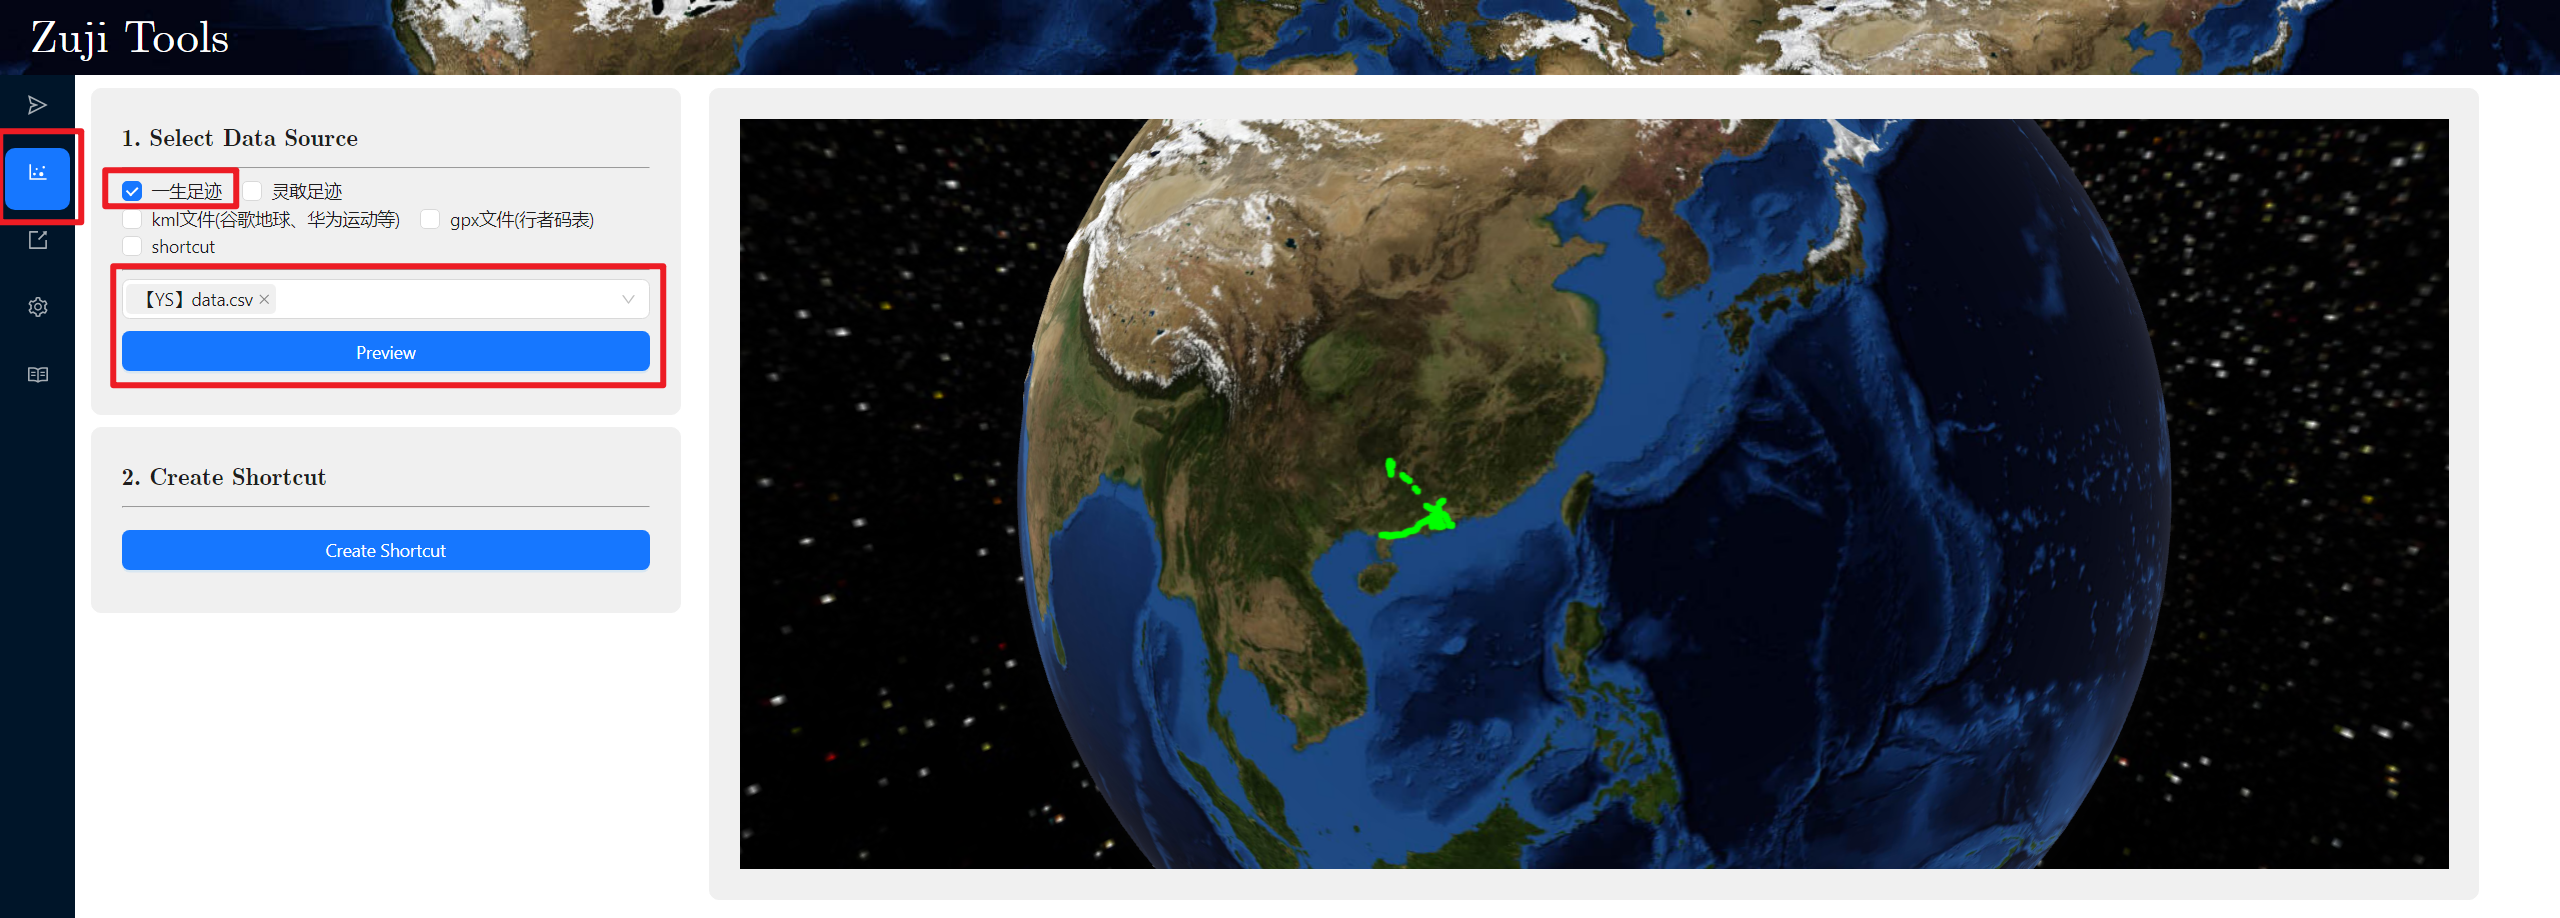 Zuji Tools
1. Select Data Source
一生足迹 灵敢足迹
kml文件(谷歌地球、华为运动等) gpx文件(行者码表)
shortcut
【YS】data.csv
Preview
2. Create Shortcut
Create Shortcut